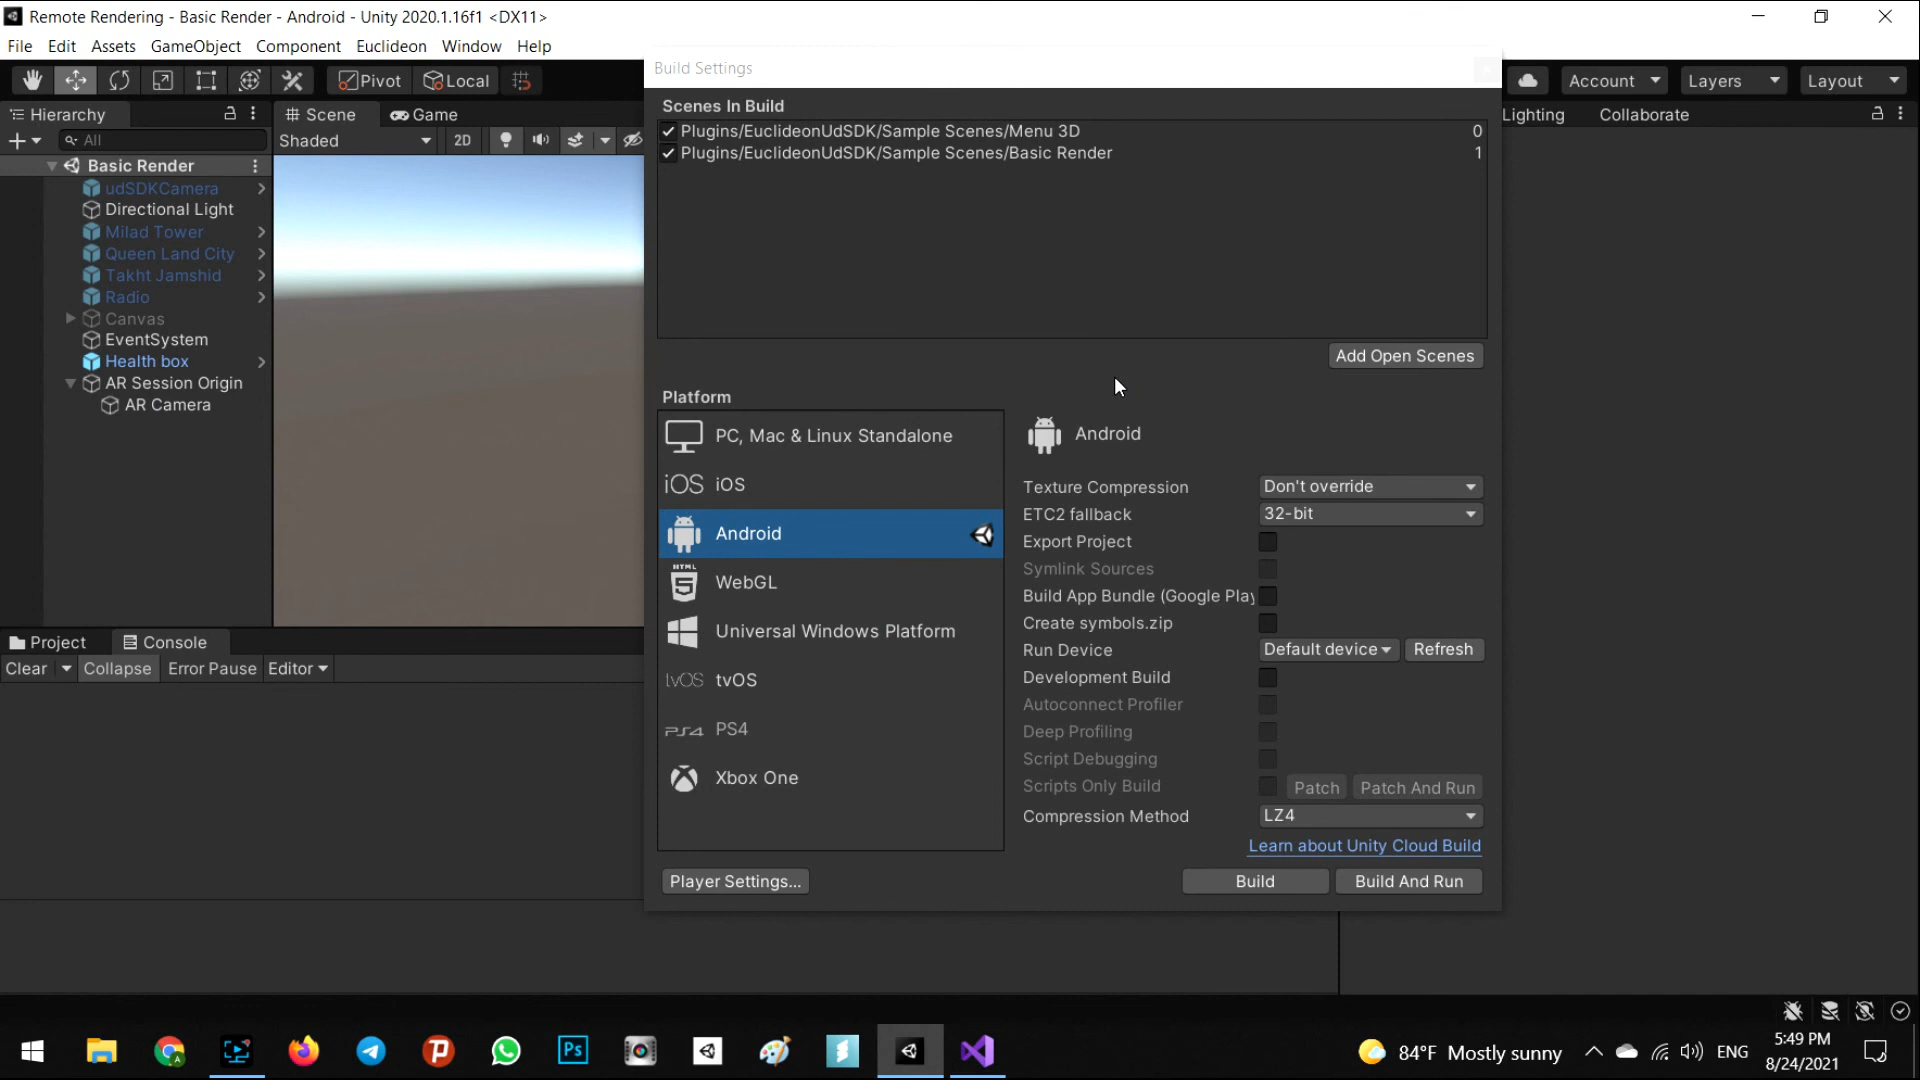 Remote Rendering - Basic Render - Android - Unity 2020.1.16f1 <DX11>
File Edit Assets GameObject Component Euclideon Window Help
Pivot Local Account Layers Layout
Hierarchy
All
Basic Render
udSDKCamera
Directional Light
Milad Tower
Queen Land City
Takht Jamshid
Radio
Canvas
EventSystem
Health box
AR Session Origin
AR Camera
Scene Game
Shaded 2D
Build Settings
Scenes In Build
Plugins/EuclideonUdSDK/Sample Scenes/Menu 3D 0
Plugins/EuclideonUdSDK/Sample Scenes/Basic Render 1
Add Open Scenes
Platform
PC, Mac & Linux Standalone
iOS iOS
Android
HTML 5 WebGL
Universal Windows Platform
tvOS tvOS
PS4 PS4
Xbox One
Android
Texture Compression Don't override
ETC2 fallback 32-bit
Export Project
Symlink Sources
Build App Bundle (Google Play
Create symbols.zip
Run Device Default device Refresh
Development Build
Autoconnect Profiler
Deep Profiling
Script Debugging
Scripts Only Build Patch Patch And Run
Compression Method LZ4
Learn about Unity Cloud Build
Player Settings... Build Build And Run
Lighting Collaborate
Project Console
Clear Collapse Error Pause Editor
A
Ps
84°F Mostly sunny ENG
5:49 PM
8/24/2021